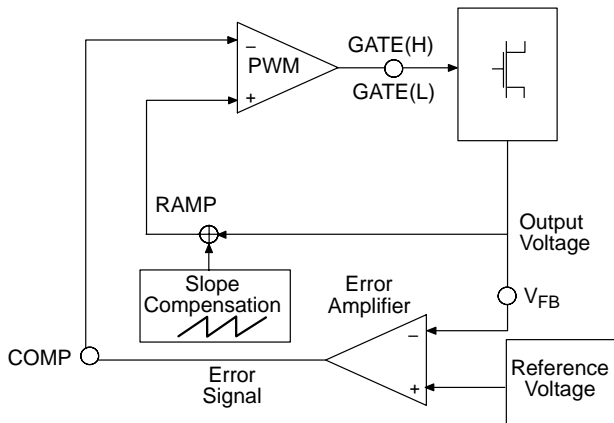 GATE(H)
GATE(L)
−
PWM
+
RAMP
Output
Voltage
Slope
Compensation
Error
Amplifier
VFB
−
+
COMP
Error
Signal
Reference
Voltage